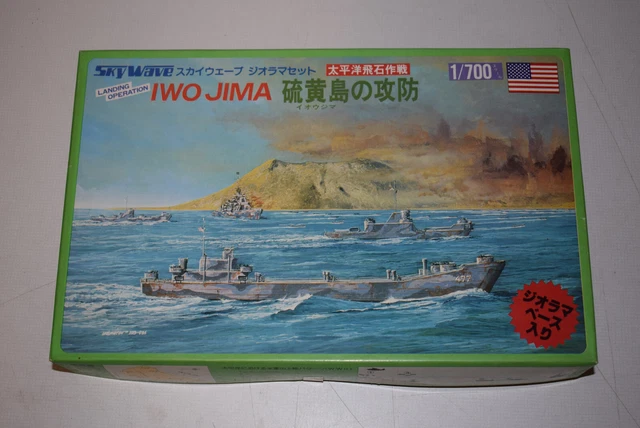 SKYWAVE スカイウェーブ ジオラマセット
太平洋飛石作戦
1/700
LANDING OPERATION
IWO JIMA 硫黄島の攻防
イオウジマ
ジオラマ
ベース
入り